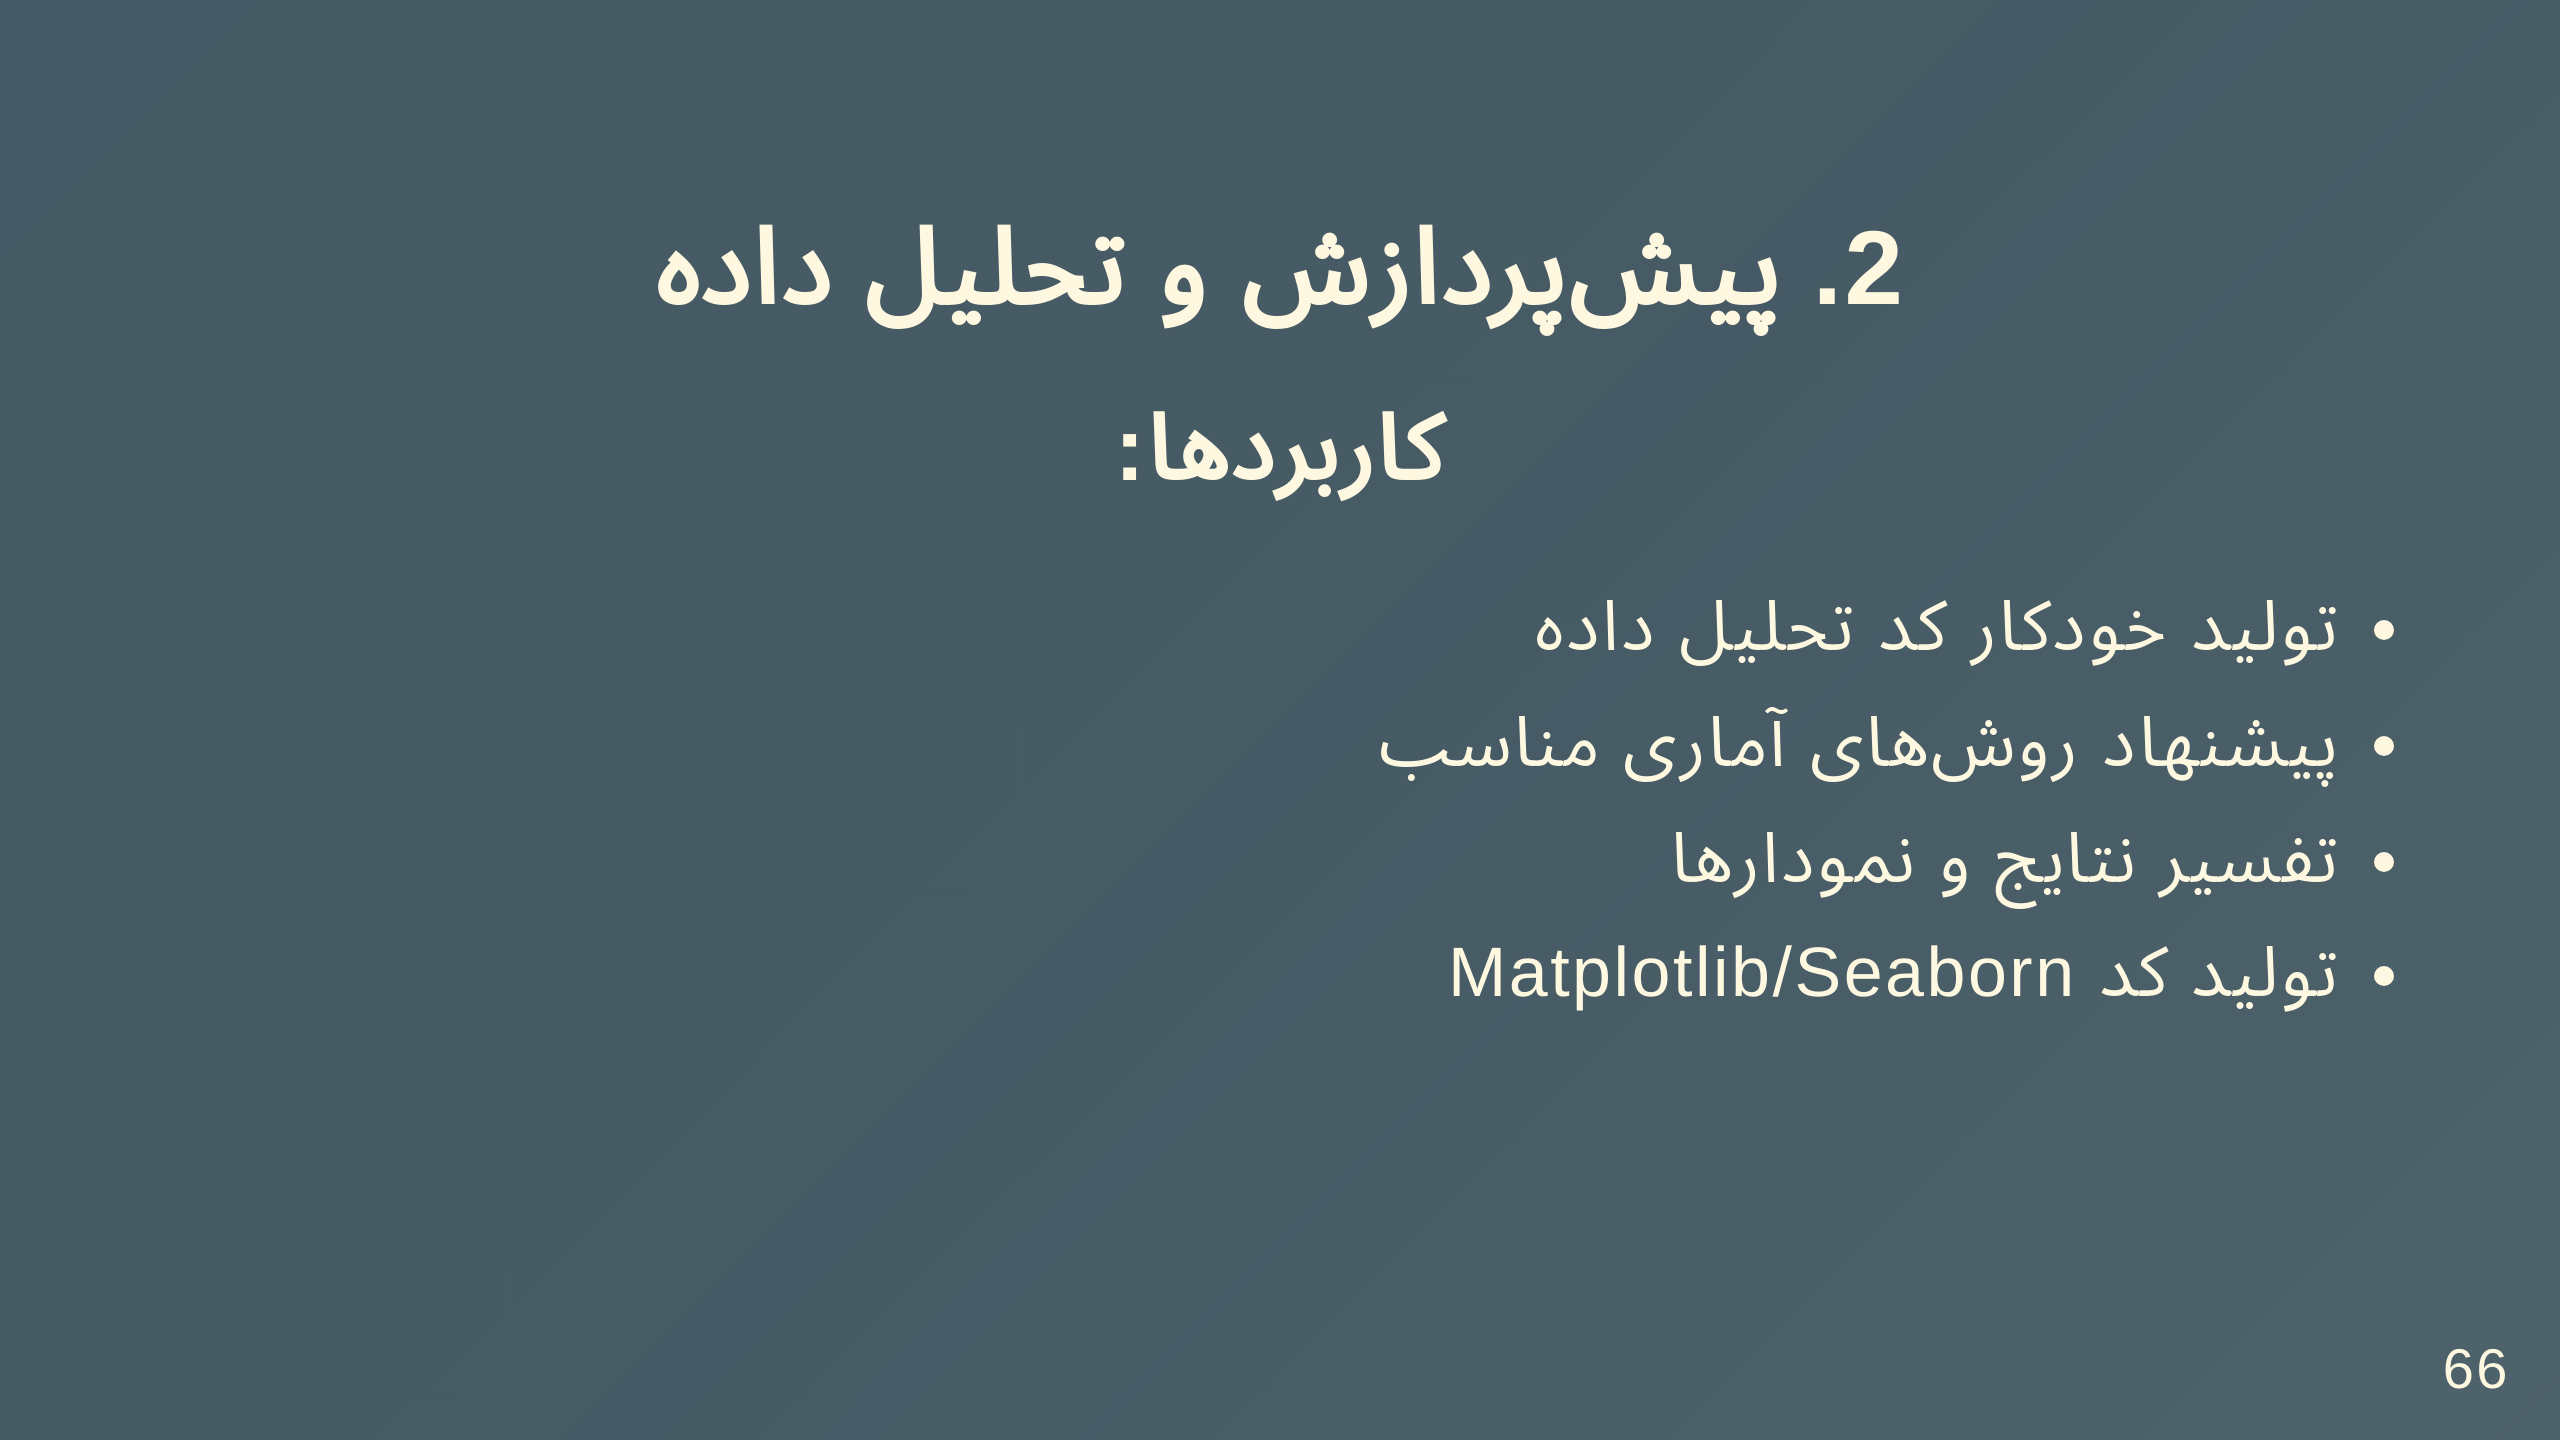 2. پیش‌پردازش و تحلیل داده
کاربردها:
• تولید خودکار کد تحلیل داده
• پیشنهاد روش‌های آماری مناسب
• تفسیر نتایج و نمودارها
• تولید کد Matplotlib/Seaborn
66